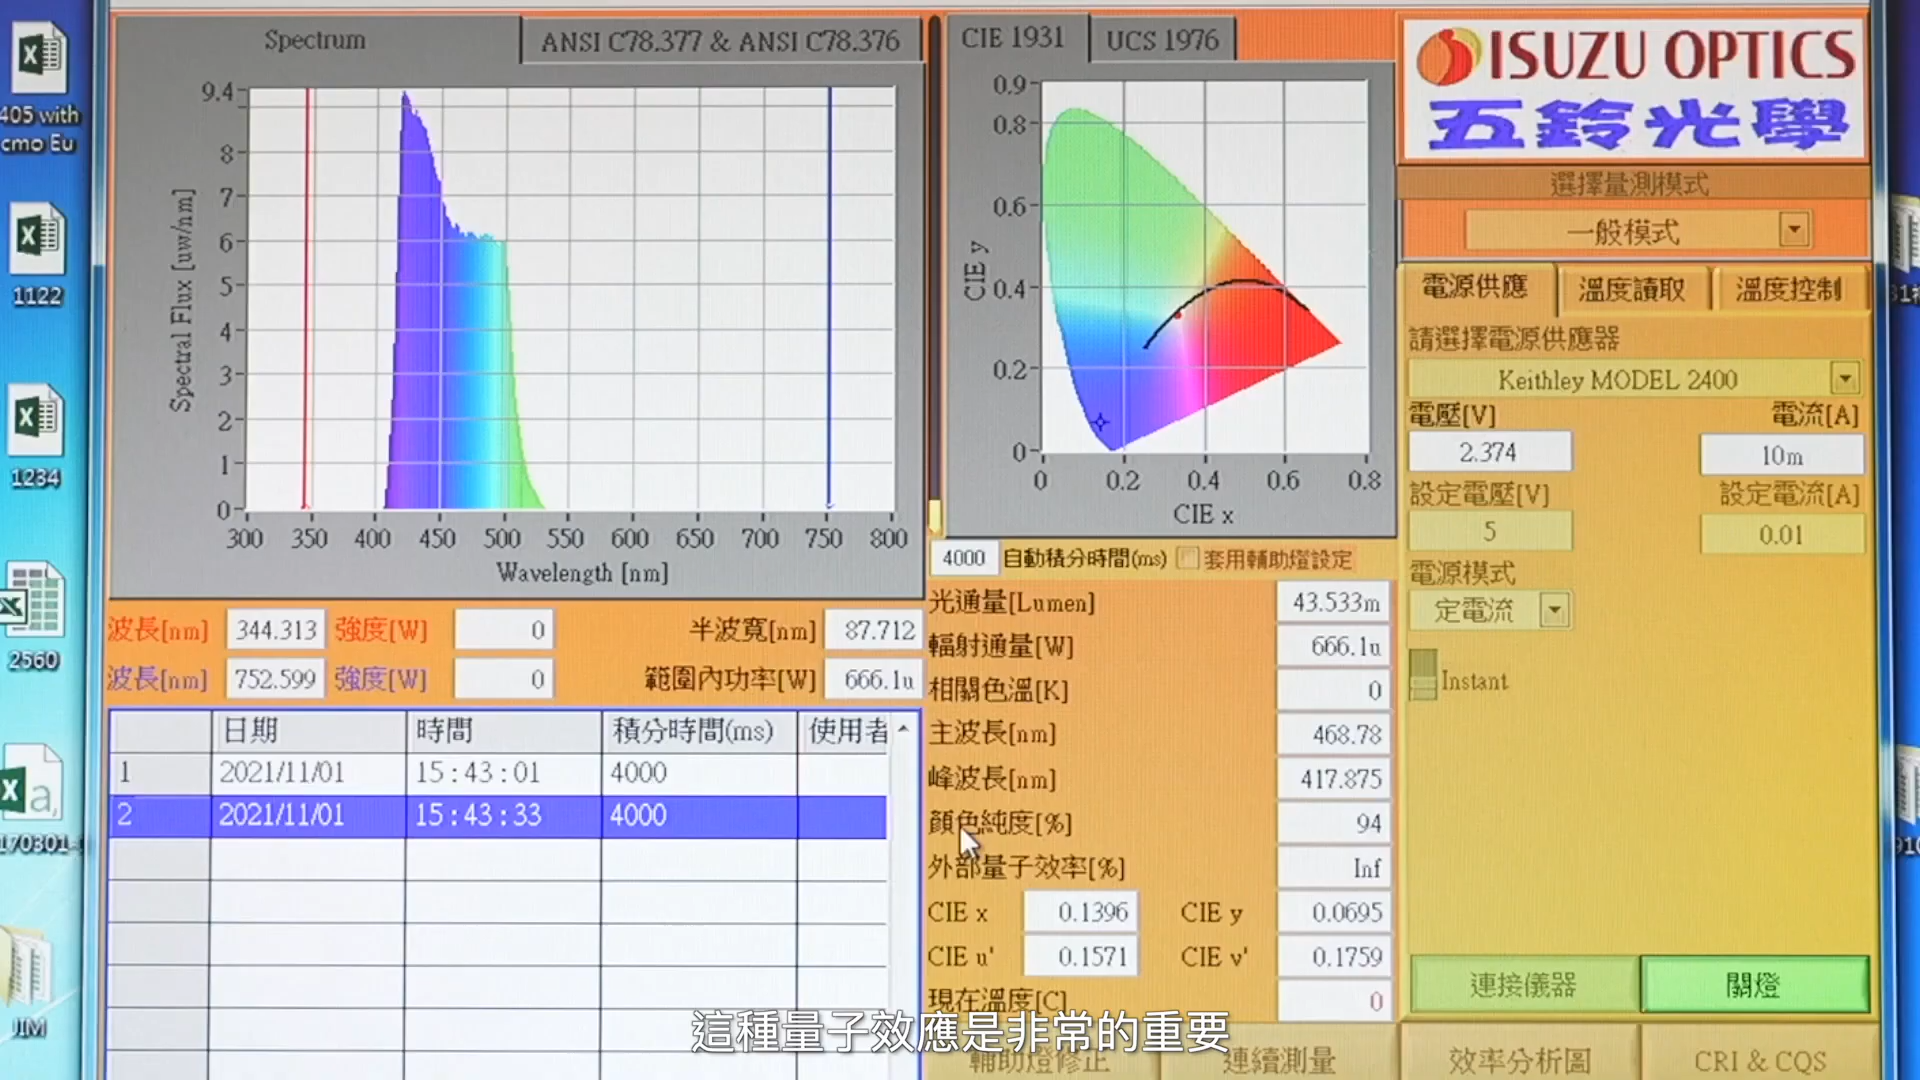 405 with
cmo Eu
1122
1234
2560
170301-
JIM
Spectrum
ANSI C78.377 & ANSI C78.376
9.4
8
7
6
5
4
3
2
1
0
Spectral Flux [uw/nm]
300 350 400 450 500 550 600 650 700 750 800
Wavelength [nm]
CIE 1931
UCS 1976
0.9
0.8
0.6
0.4
0.2
0
CIE y
0 0.2 0.4 0.6 0.8
CIE x
ISUZU OPTICS
五鈴光學
選擇量測模式
一般模式
電源供應 溫度讀取 溫度控制
請選擇電源供應器
Keithley MODEL 2400
電壓[V] 電流[A]
2.374 10m
設定電壓[V] 設定電流[A]
5 0.01
電源模式
定電流
Instant
4000 自動積分時間(ms) 套用輔助燈設定
波長[nm] 344.313 強度[W] 0 半波寬[nm] 87.712
波長[nm] 752.599 強度[W] 0 範圍內功率[W] 666.1u
日期 時間 積分時間(ms) 使用者
1 2021/11/01 15:43:01 4000
2 2021/11/01 15:43:33 4000
光通量[Lumen] 43.533m
輻射通量[W] 666.1u
相關色溫[K] 0
主波長[nm] 468.78
峰波長[nm] 417.875
顏色純度[%] 94
外部量子效率[%] Inf
CIE x 0.1396 CIE y 0.0695
CIE u' 0.1571 CIE v' 0.1759
現在溫度[C] 0
連接儀器 關燈
輔助燈修正 連續測量 效率分析圖 CRI & CQS
這種量子效應是非常的重要